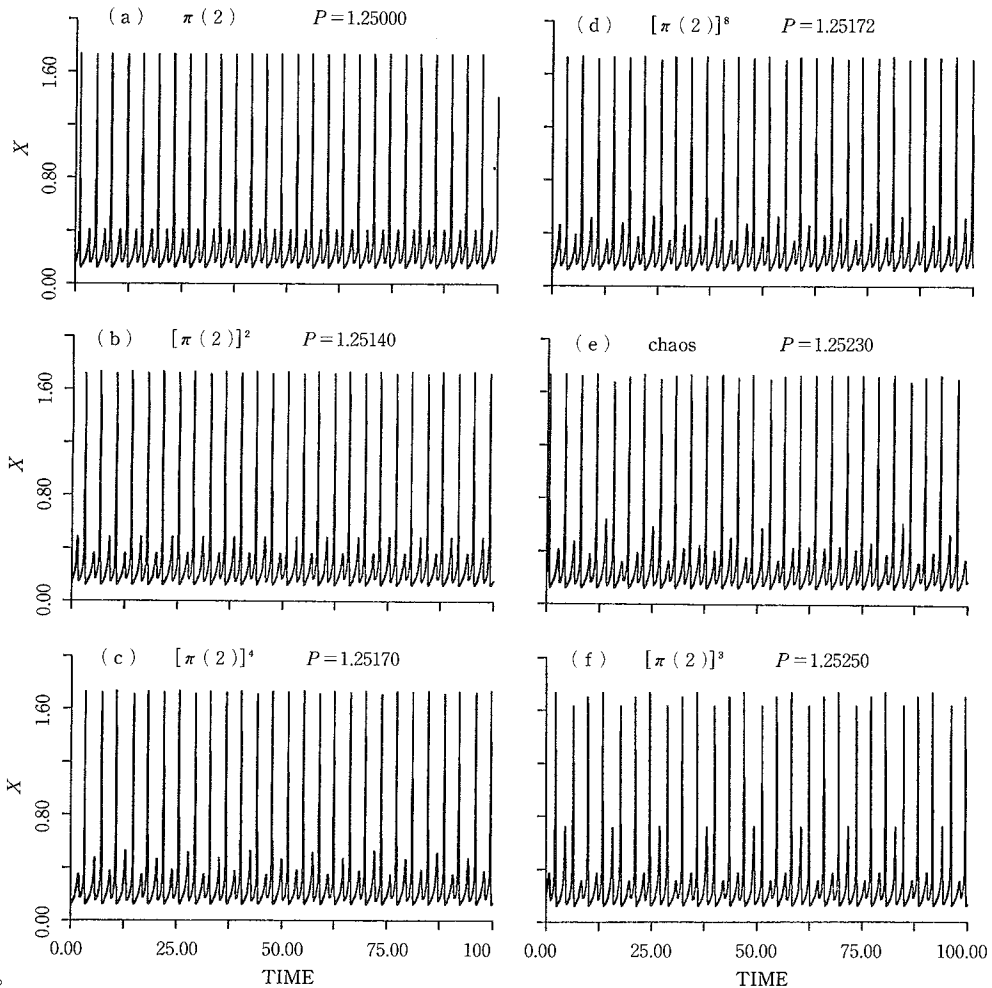 (a) π(2) P=1.25000
1.60
0.80
0.00
X
(b) [π(2)]² P=1.25140
1.60
0.80
0.00
X
(c) [π(2)]⁴ P=1.25170
1.60
0.80
0.00
X
0.00 25.00 50.00 75.00 100
TIME
(d) [π(2)]⁸ P=1.25172
(e) chaos P=1.25230
(f) [π(2)]³ P=1.25250
0.00 25.00 50.00 75.00 100.00
TIME